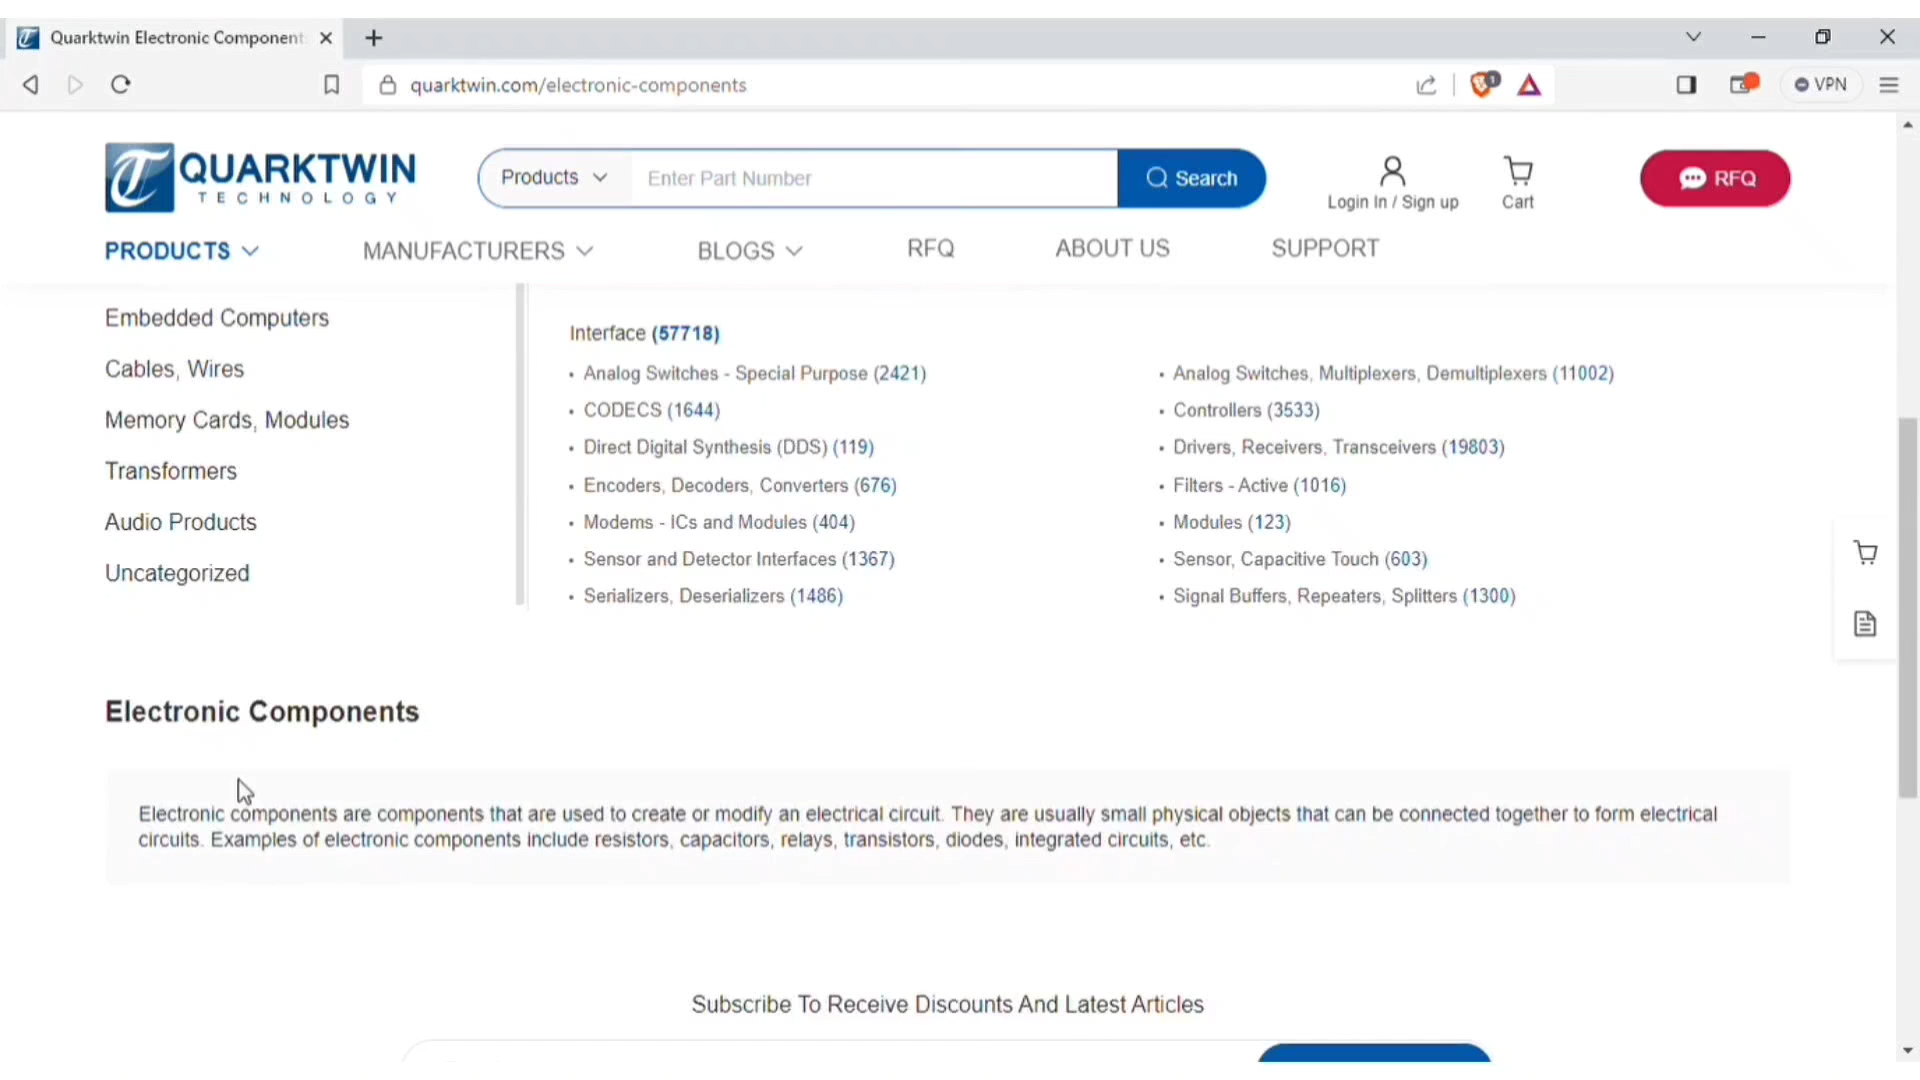 Quarktwin Electronic Component
quarktwin.com/electronic-components
1
VPN
QUARKTWIN
TECHNOLOGY
Products
Enter Part Number
Search
Login In / Sign up
Cart
RFQ
PRODUCTS
MANUFACTURERS
BLOGS
RFQ
ABOUT US
SUPPORT
Embedded Computers
Cables, Wires
Memory Cards, Modules
Transformers
Audio Products
Uncategorized
Interface (57718)
Analog Switches - Special Purpose (2421)
Analog Switches, Multiplexers, Demultiplexers (11002)
CODECS (1644)
Controllers (3533)
Direct Digital Synthesis (DDS) (119)
Drivers, Receivers, Transceivers (19803)
Encoders, Decoders, Converters (676)
Filters - Active (1016)
Modems - ICs and Modules (404)
Modules (123)
Sensor and Detector Interfaces (1367)
Sensor, Capacitive Touch (603)
Serializers, Deserializers (1486)
Signal Buffers, Repeaters, Splitters (1300)
Electronic Components
Electronic components are components that are used to create or modify an electrical circuit. They are usually small physical objects that can be connected together to form electrical
circuits. Examples of electronic components include resistors, capacitors, relays, transistors, diodes, integrated circuits, etc.
Subscribe To Receive Discounts And Latest Articles